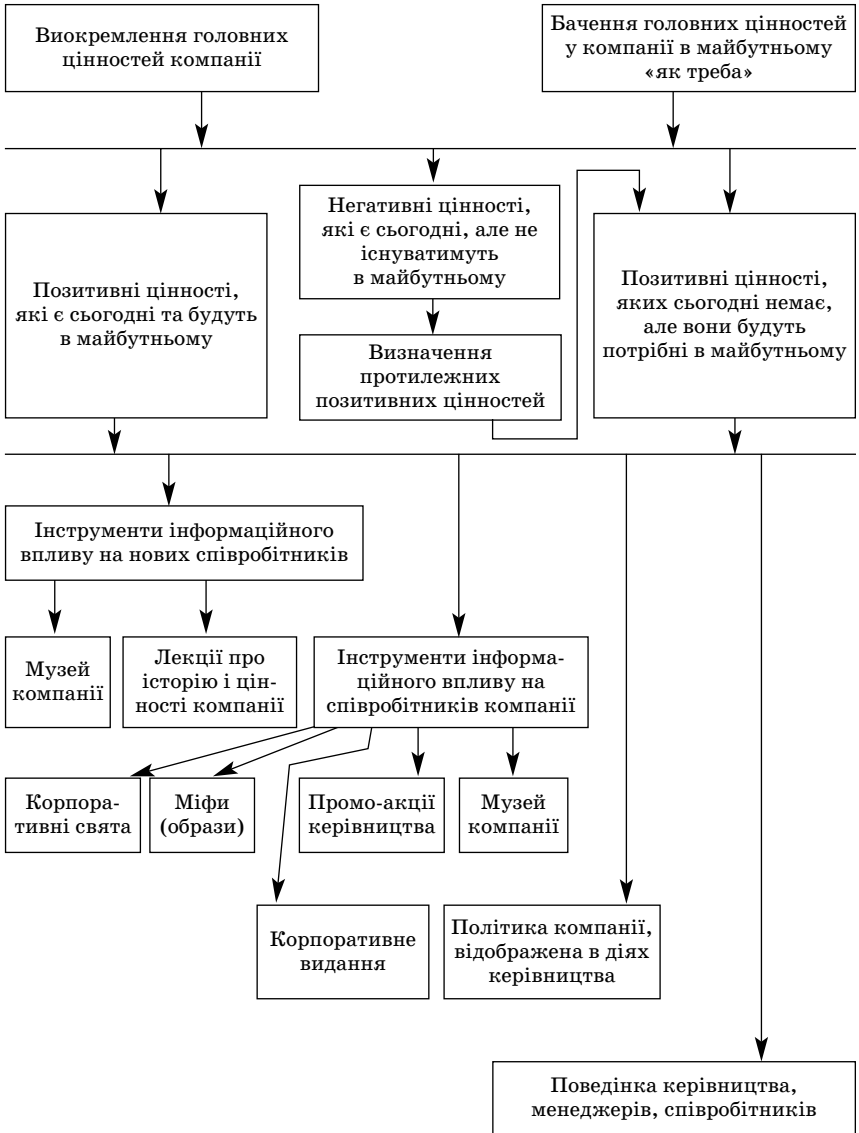 Виокремлення головних
цінностей компанії
Бачення головних цінностей
у компанії в майбутньому
«як треба»
Позитивні цінності,
які є сьогодні та будуть
в майбутньому
Негативні цінності,
які є сьогодні, але не
існуватимуть
в майбутньому
Визначення
протилежних
позитивних цінностей
Позитивні цінності,
яких сьогодні немає,
але вони будуть
потрібні в майбутньому
Інструменти інформаційного
впливу на нових співробітників
Музей
компанії
Лекції про
історію і цін-
ності компанії
Інструменти інформа-
ційного впливу на
співробітників компанії
Корпора-
тивні свята
Міфи
(образи)
Промо-акції
керівництва
Музей
компанії
Корпоративне
видання
Політика компанії,
відображена в діях
керівництва
Поведінка керівництва,
менеджерів, співробітників